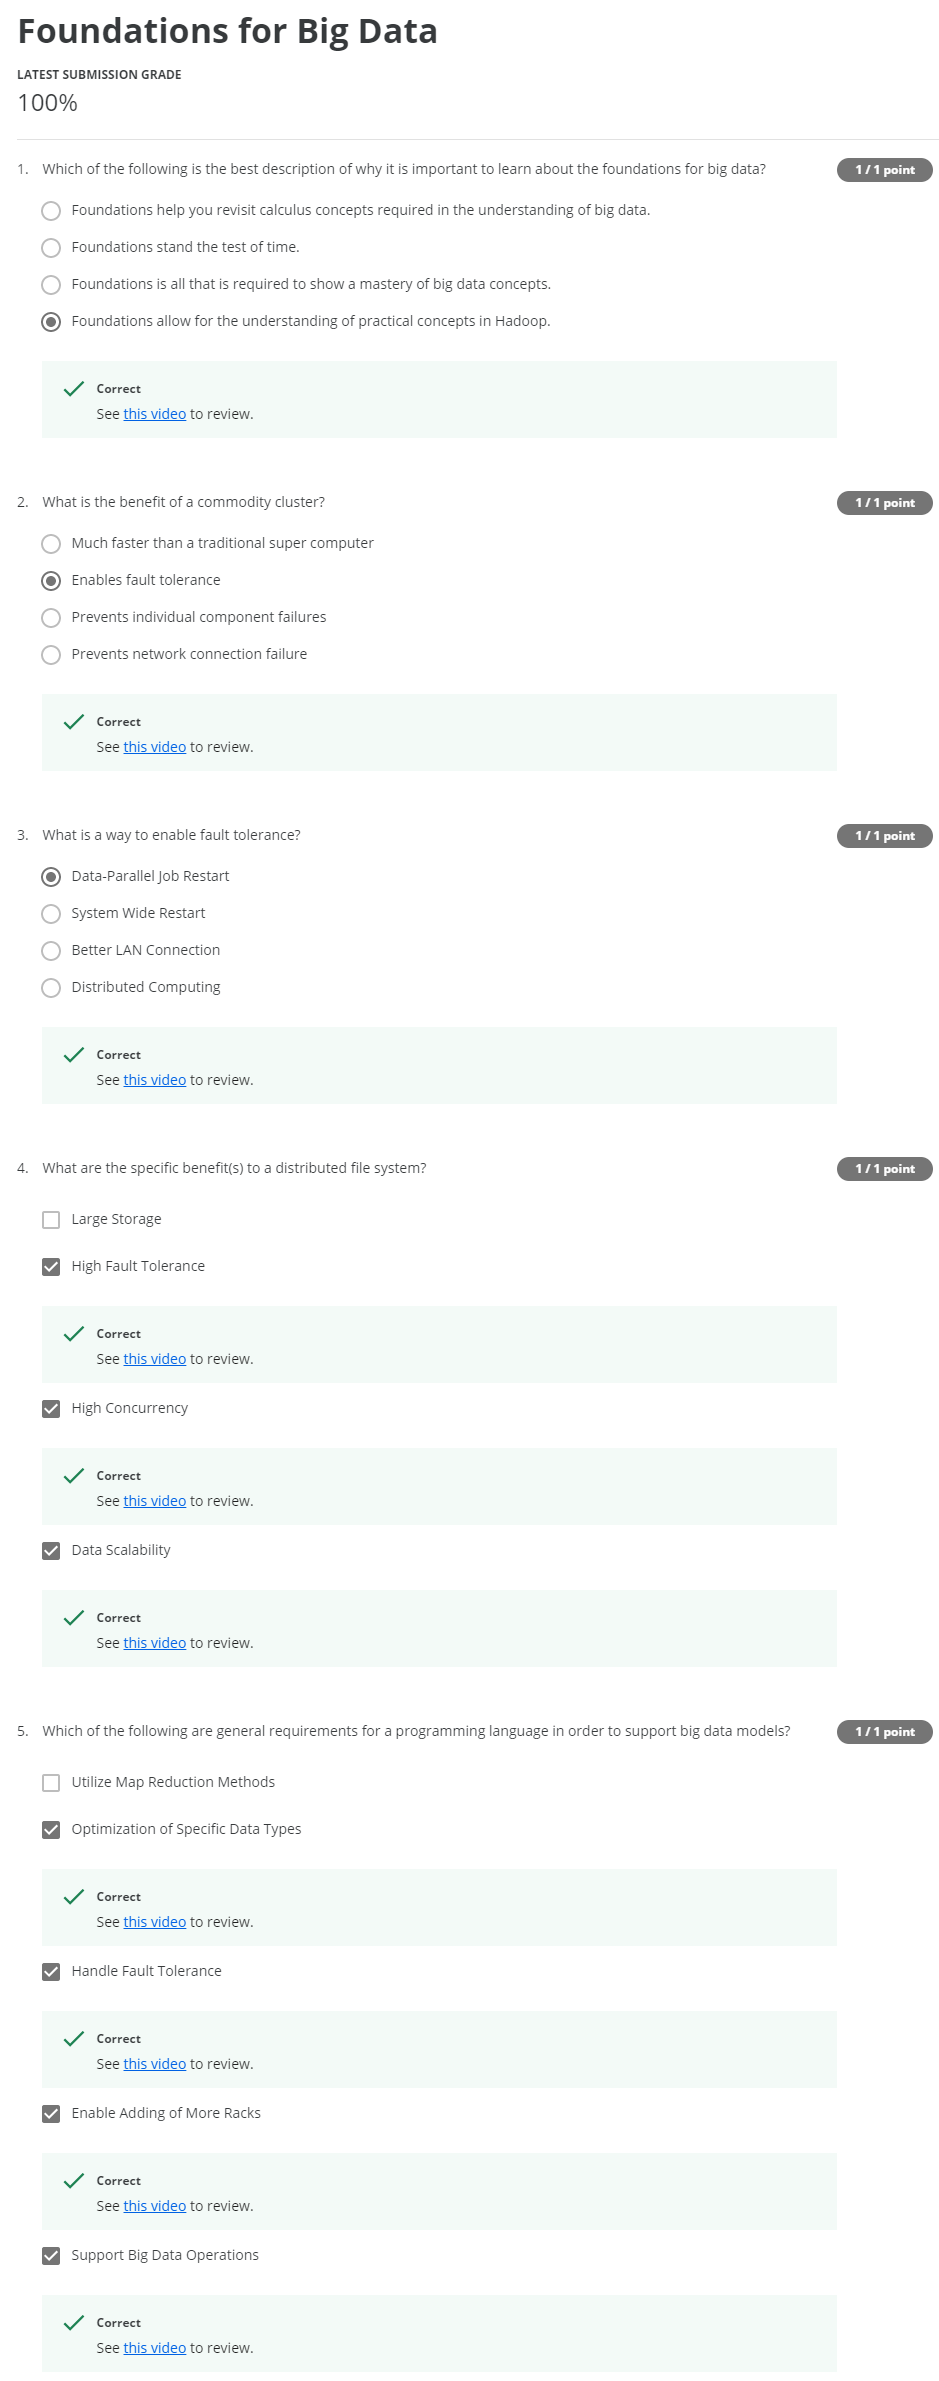 Foundations for Big Data
LATEST SUBMISSION GRADE
100%
1. Which of the following is the best description of why it is important to learn about the foundations for big data?
1 / 1 point
Foundations help you revisit calculus concepts required in the understanding of big data.
Foundations stand the test of time.
Foundations is all that is required to show a mastery of big data concepts.
Foundations allow for the understanding of practical concepts in Hadoop.
Correct
See this video to review.
2. What is the benefit of a commodity cluster?
1 / 1 point
Much faster than a traditional super computer
Enables fault tolerance
Prevents individual component failures
Prevents network connection failure
Correct
See this video to review.
3. What is a way to enable fault tolerance?
1 / 1 point
Data-Parallel Job Restart
System Wide Restart
Better LAN Connection
Distributed Computing
Correct
See this video to review.
4. What are the specific benefit(s) to a distributed file system?
1 / 1 point
Large Storage
High Fault Tolerance
Correct
See this video to review.
High Concurrency
Correct
See this video to review.
Data Scalability
Correct
See this video to review.
5. Which of the following are general requirements for a programming language in order to support big data models?
1 / 1 point
Utilize Map Reduction Methods
Optimization of Specific Data Types
Correct
See this video to review.
Handle Fault Tolerance
Correct
See this video to review.
Enable Adding of More Racks
Correct
See this video to review.
Support Big Data Operations
Correct
See this video to review.